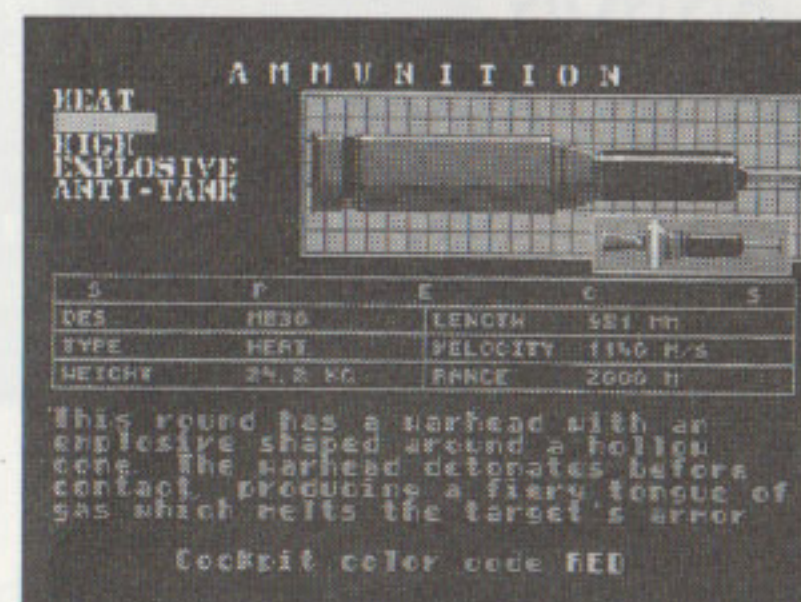 AMMUNITION
HEAT
HIGH
EXPLOSIVE
ANTI-TANK
S P E C S
DES M830 LENGTH 981 MM
TYPE HEAT VELOCITY 1140 M/S
WEIGHT 24.2 KG RANGE 2000 M
This round has a warhead with an
explosive shaped around a hollow
cone. The warhead detonates before
contact, producing a fiery tongue of
gas which melts the target's armor
Cockpit color code RED